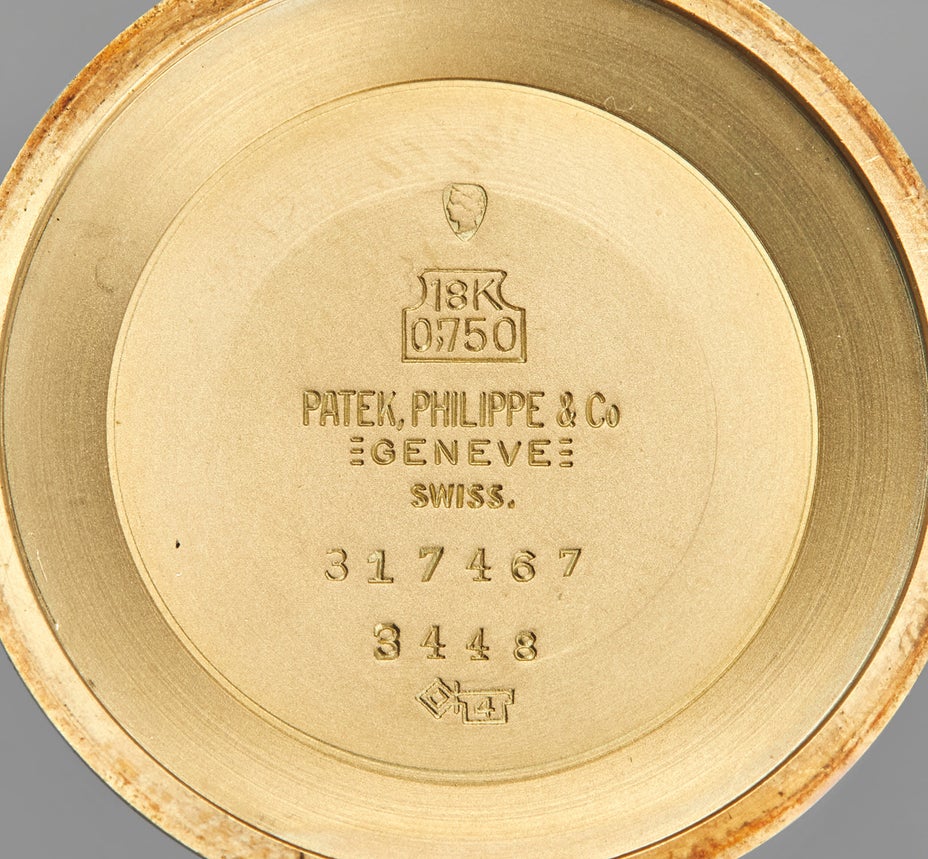 18K
0,750
PATEK, PHILIPPE & Co
GENEVE
SWISS.
317467
3448
4